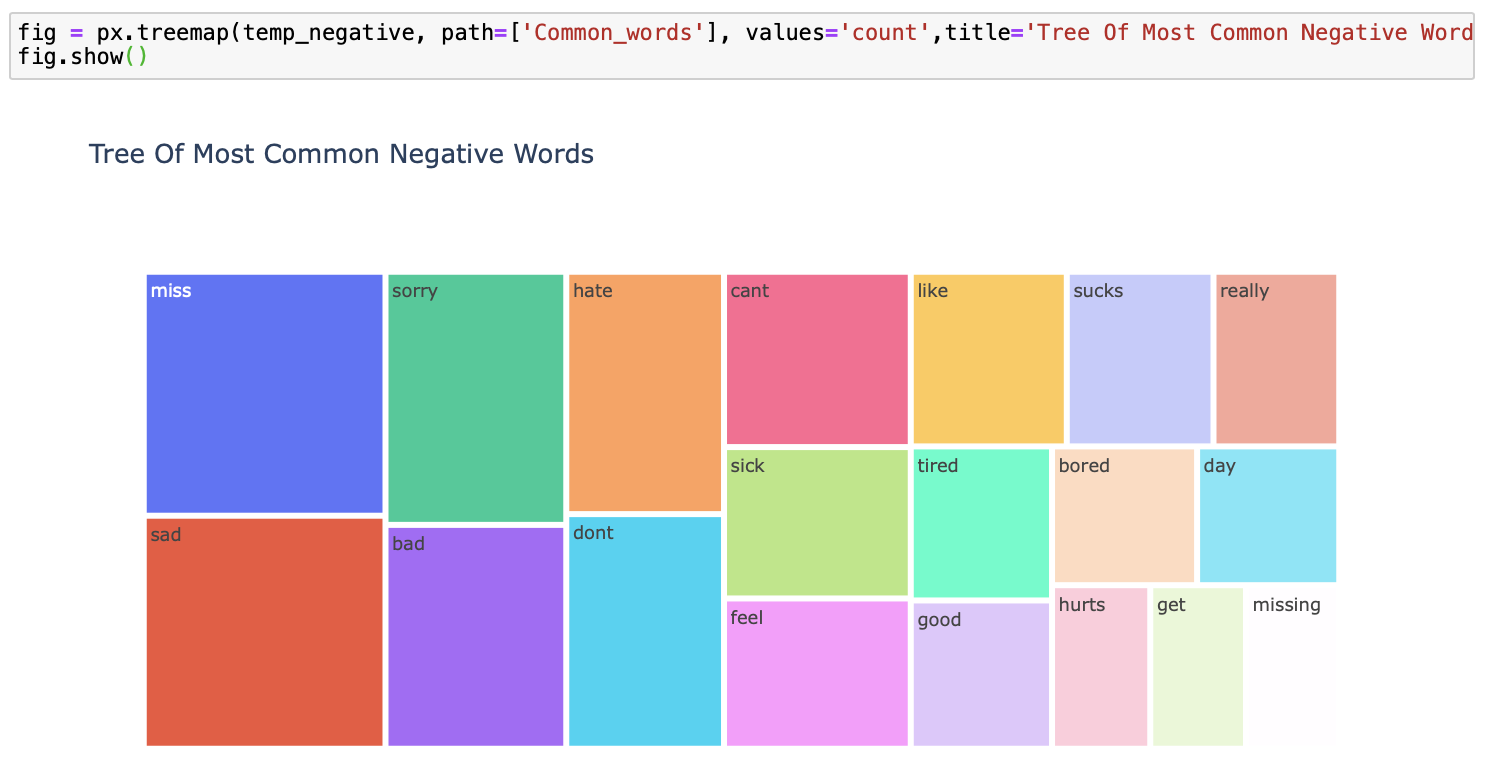 fig = px.treemap(temp_negative, path=['Common_words'], values='count',title='Tree Of Most Common Negative Word
fig.show()
Tree Of Most Common Negative Words
miss
sorry
hate
cant
like
sucks
really
sick
tired
bored
day
sad
bad
dont
feel
good
hurts
get
missing